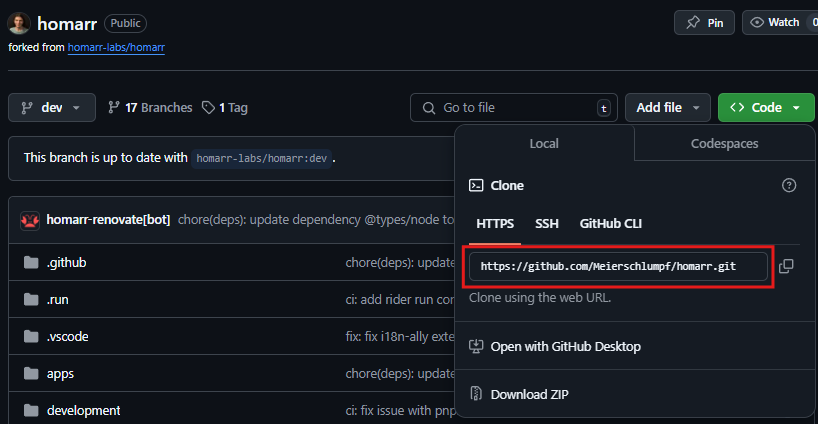 homarr Public Pin Watch 0
forked from homarr-labs/homarr
dev 17 Branches 1 Tag Go to file t Add file Code
This branch is up to date with homarr-labs/homarr:dev .
Local Codespaces
Clone
HTTPS SSH GitHub CLI
https://github.com/Meierschlumpf/homarr.git
Clone using the web URL.
Open with GitHub Desktop
Download ZIP
homarr-renovate[bot] chore(deps): update dependency @types/node to
.github chore(deps): update
.run ci: add rider run con
.vscode fix: fix i18n-ally exte
apps chore(deps): update
development ci: fix issue with pnp